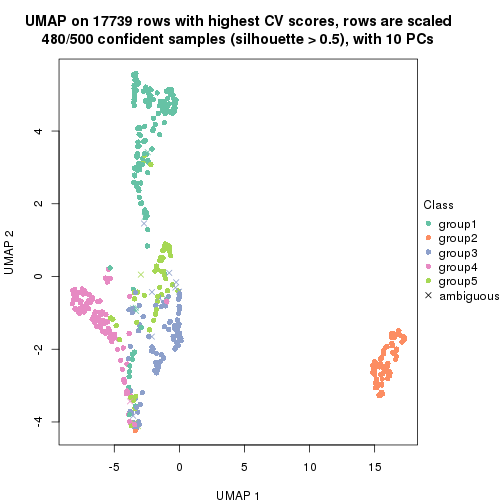 UMAP on 17739 rows with highest CV scores, rows are scaled
480/500 confident samples (silhouette > 0.5), with 10 PCs
4
2
0
-2
-4
UMAP 2
-5
0
5
10
15
UMAP 1
Class
group1
group2
group3
group4
group5
ambiguous